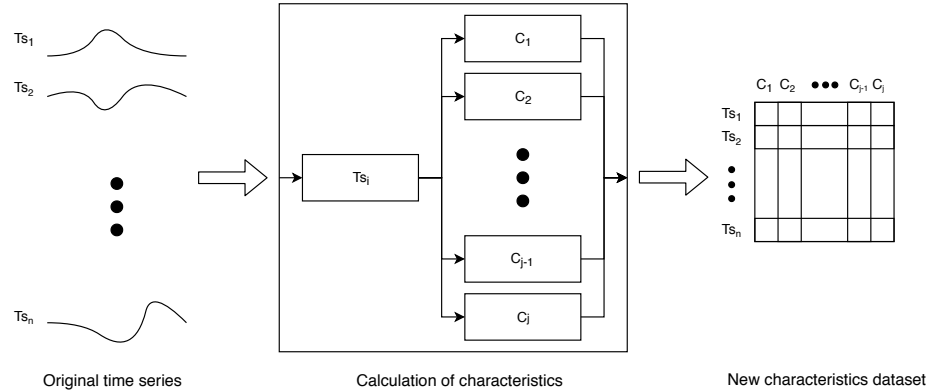 Ts₁
Ts₂
Tsₙ
Original time series
Tsᵢ
C₁
C₂
Cⱼ₋₁
Cⱼ
Calculation of characteristics
C₁ C₂ ••• Cⱼ₋₁ Cⱼ
Ts₁
Ts₂
Tsₙ
New characteristics dataset